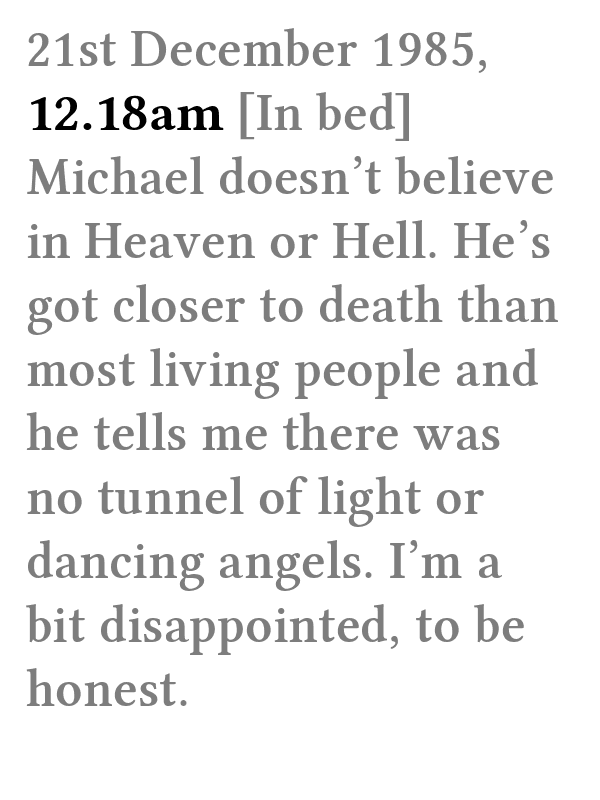 21st December 1985,
12.18am [In bed]
Michael doesn’t believe
in Heaven or Hell. He’s
got closer to death than
most living people and
he tells me there was
no tunnel of light or
dancing angels. I’m a
bit disappointed, to be
honest.